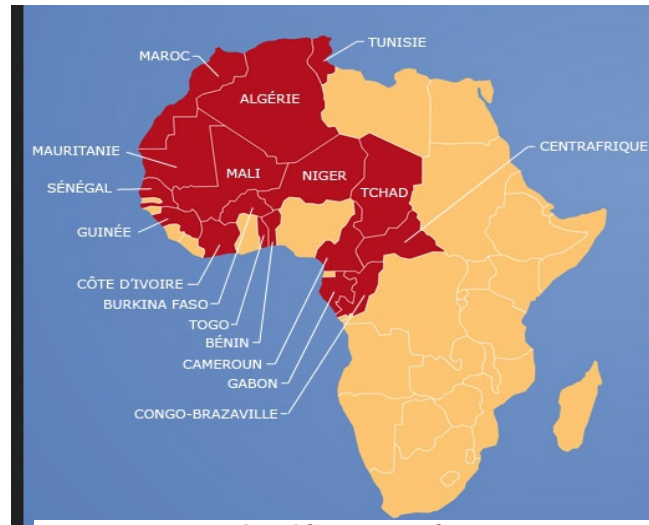 TUNISIE
MAROC
ALGÉRIE
CENTRAFRIQUE
MAURITANIE
MALI
NIGER
TCHAD
SÉNÉGAL
GUINÉE
CÔTE D'IVOIRE
BURKINA FASO
TOGO
BÉNIN
CAMEROUN
GABON
CONGO-BRAZAVILLE